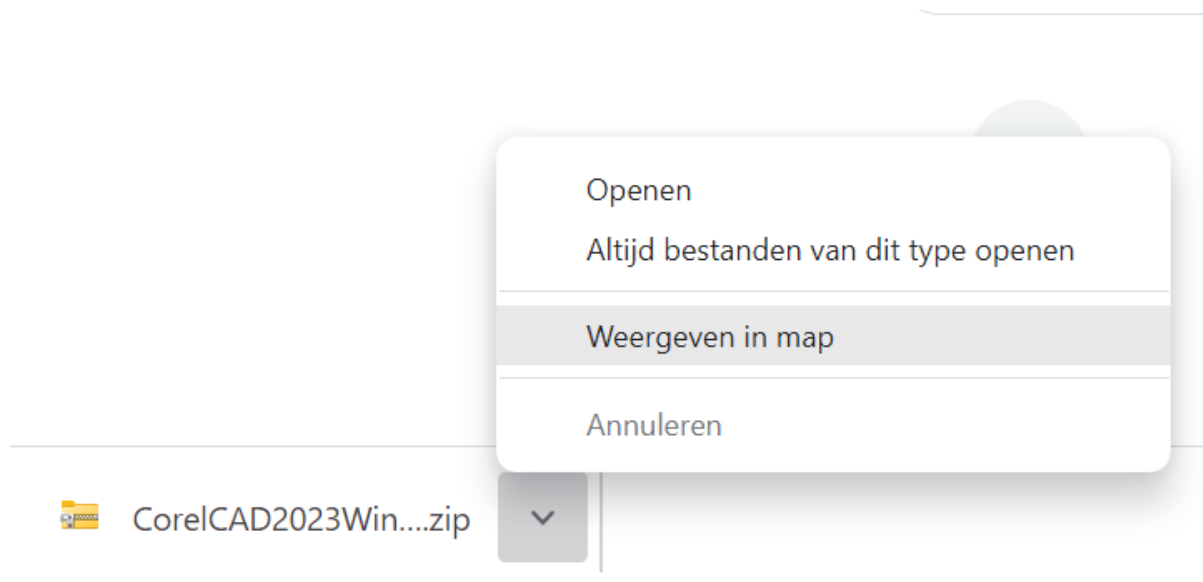 Openen
Altijd bestanden van dit type openen
Weergeven in map
Annuleren
CorelCAD2023Win....zip